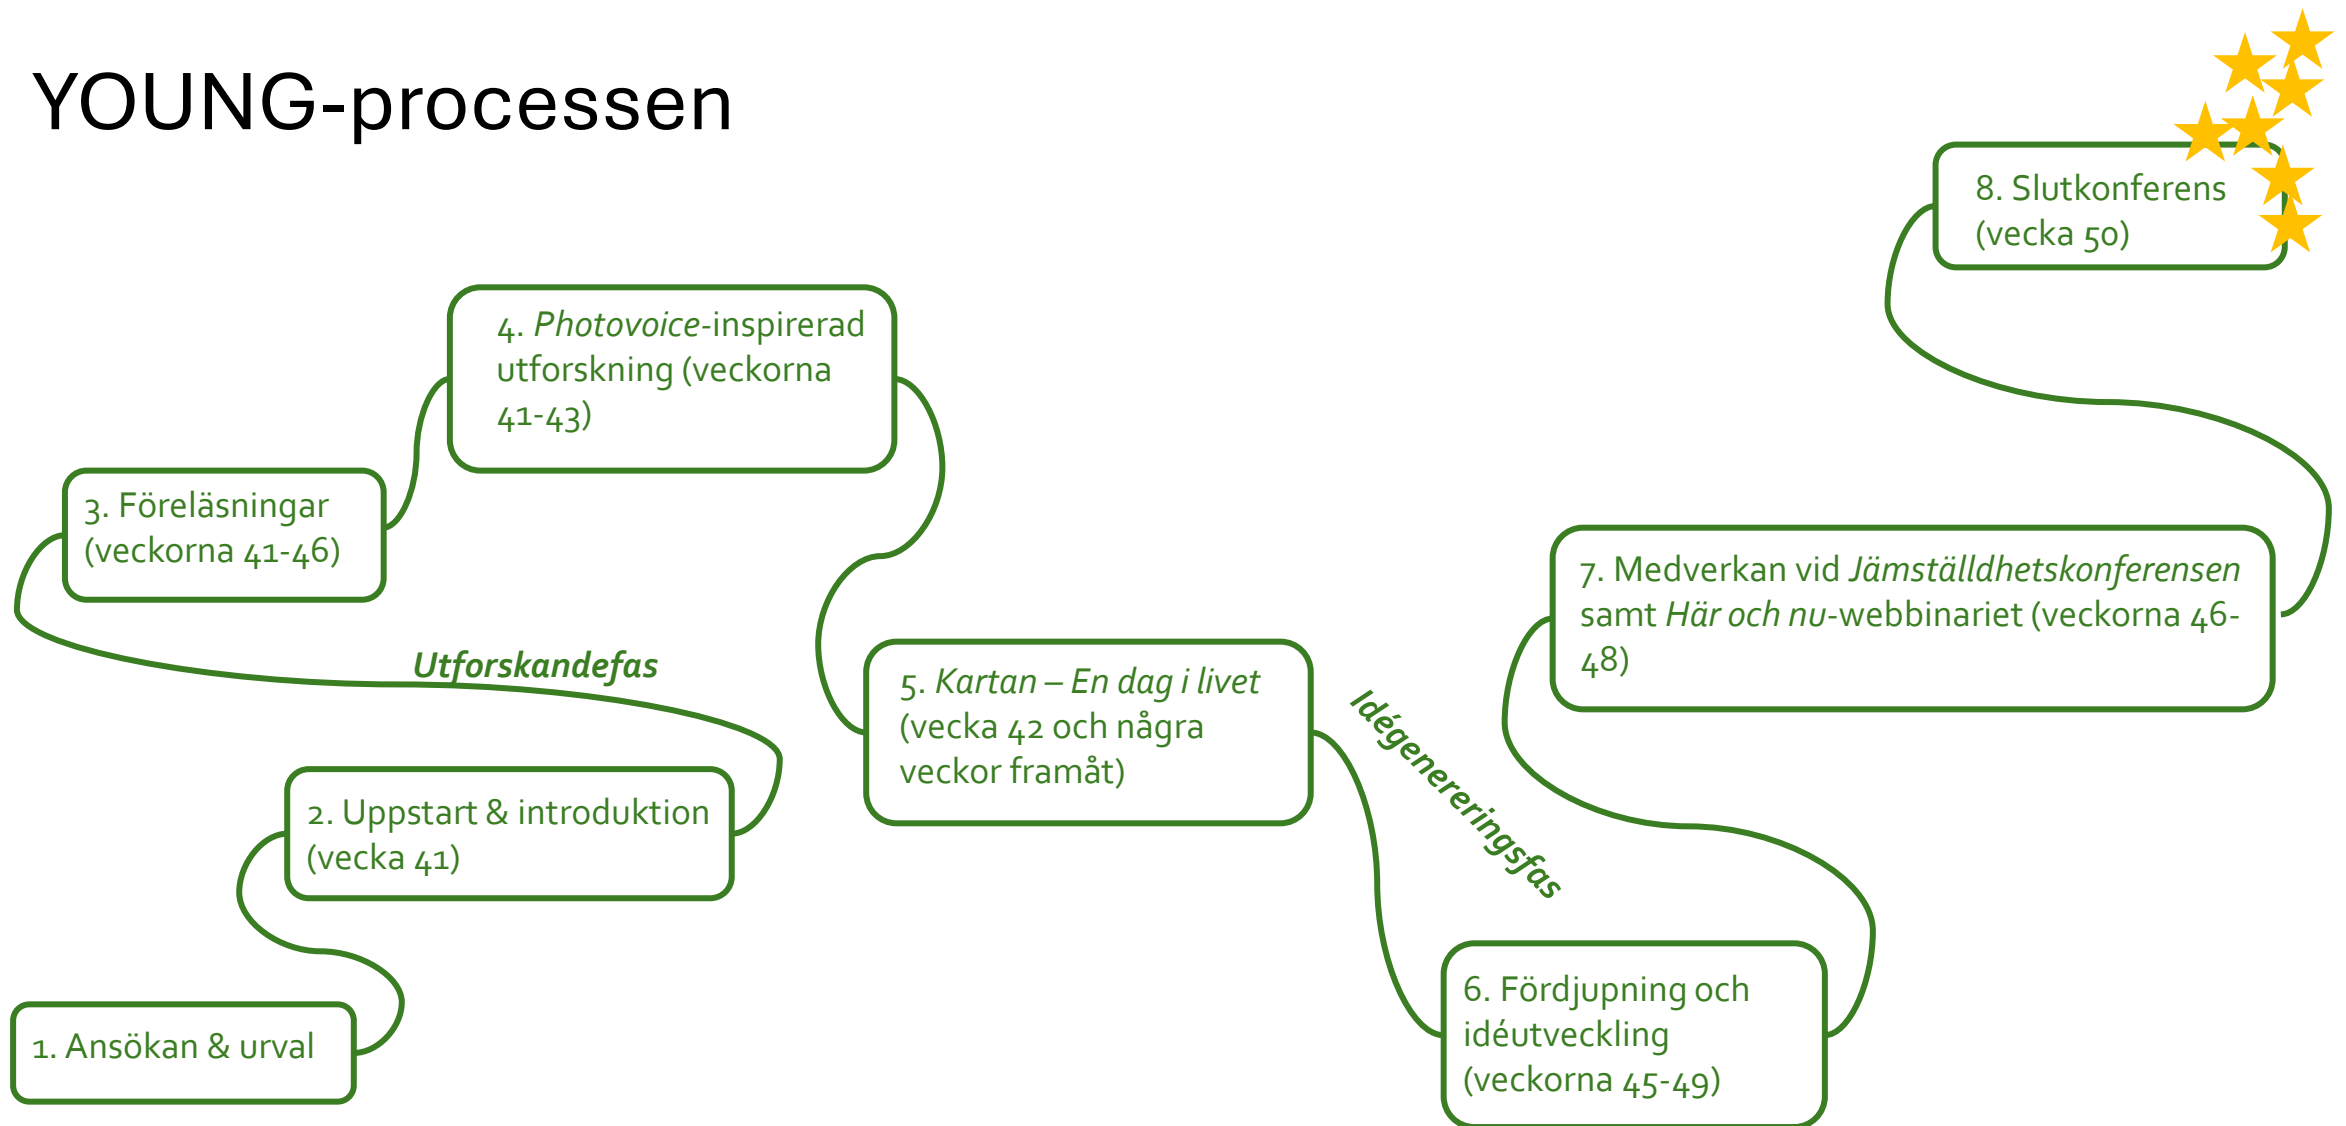 YOUNG-processen
1. Ansökan & urval
2. Uppstart & introduktion
(vecka 41)
Utforskandefas
3. Föreläsningar
(veckorna 41-46)
4. Photovoice-inspirerad
utforskning (veckorna
41-43)
5. Kartan – En dag i livet
(vecka 42 och några
veckor framåt)
Idégenereringsfas
6. Fördjupning och
idéutveckling
(veckorna 45-49)
7. Medverkan vid Jämställdhetskonferensen
samt Här och nu-webbinariet (veckorna 46-
48)
8. Slutkonferens
(vecka 50)